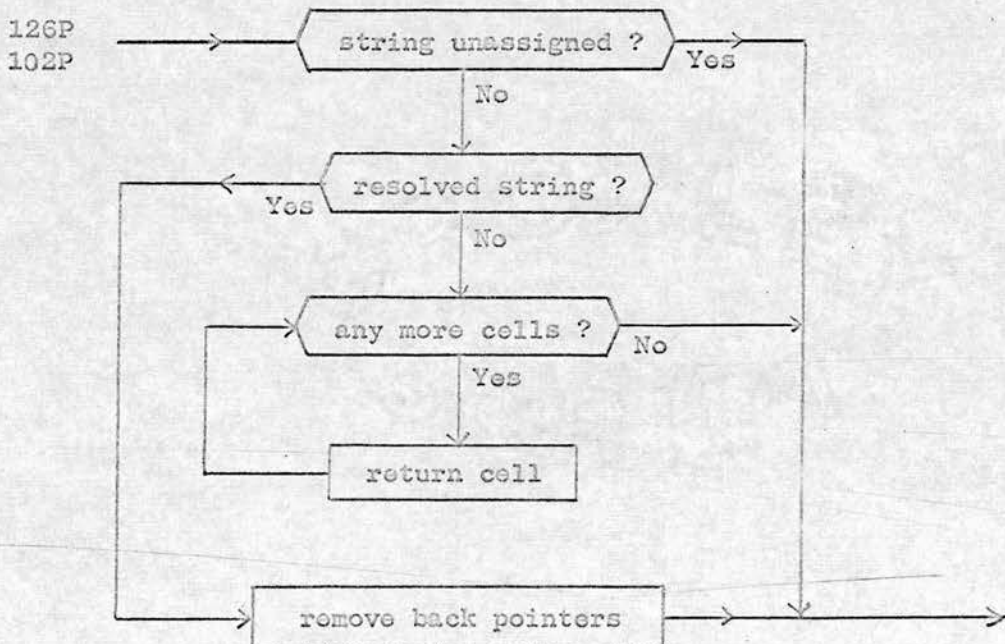 126P
102P
string unassigned ?
Yes
No
resolved string ?
Yes
No
any more cells ?
No
Yes
return cell
remove back pointers